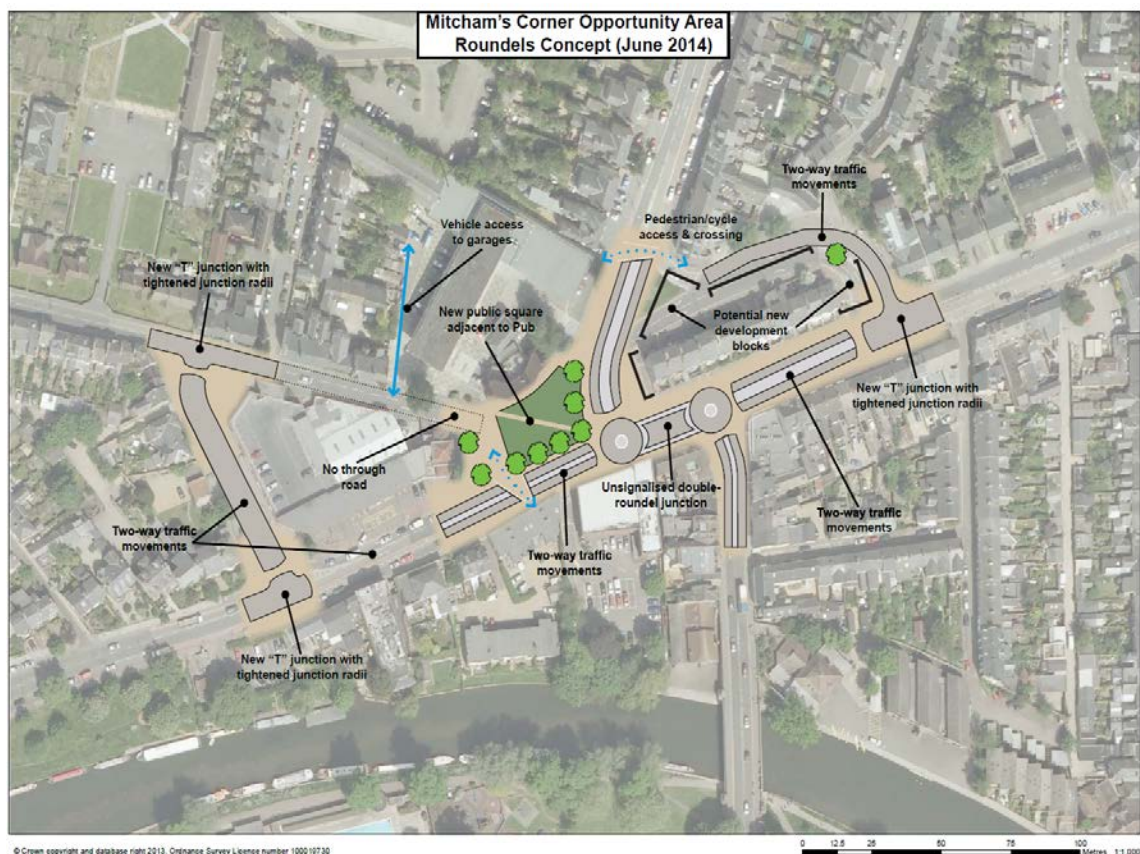 Mitcham's Corner Opportunity Area
Roundels Concept (June 2014)
Two-way traffic
movements
Vehicle access
to garages
Pedestrian/cycle
access & crossing
New "T" junction with
tightened junction radii
New public square
adjacent to Pub
Potential new
development
blocks
New "T" junction with
tightened junction radii
No through
road
Unsignalised double-
roundel junction
Two-way traffic
movements
Two-way traffic
movements
Two-way traffic
movements
New "T" junction with
tightened junction radii
© Crown copyright and database right 2013. Ordnance Survey License number 100019730
0 12.5 25 50 75 100
Metres